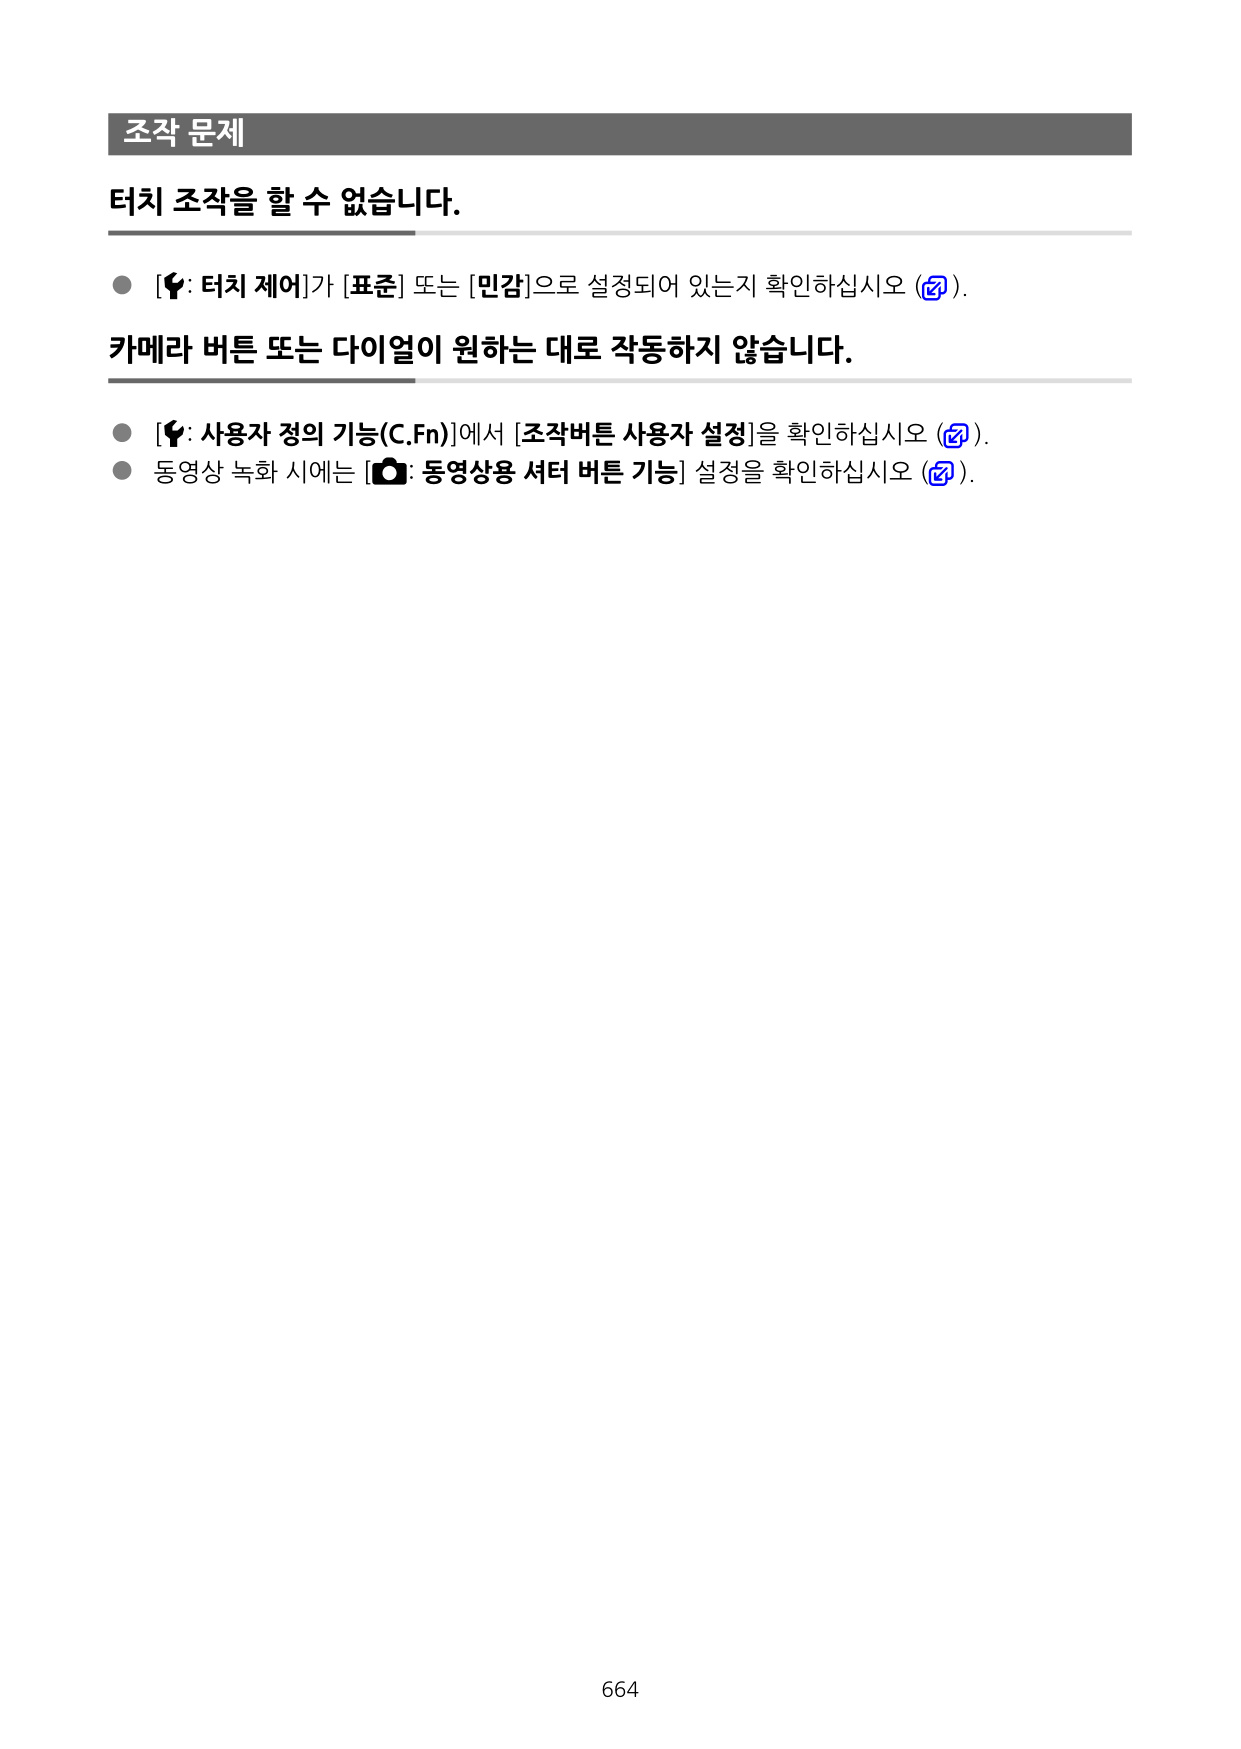 조작 문제
터치 조작을 할 수 없습니다.
● [: 터치 제어]가 [표준] 또는 [민감]으로 설정되어 있는지 확인하십시오 ( ).
카메라 버튼 또는 다이얼이 원하는 대로 작동하지 않습니다.
● [: 사용자 정의 기능(C.Fn)]에서 [조작버튼 사용자 설정]을 확인하십시오 ( ).
● 동영상 녹화 시에는 [: 동영상용 셔터 버튼 기능] 설정을 확인하십시오 ( ).
664